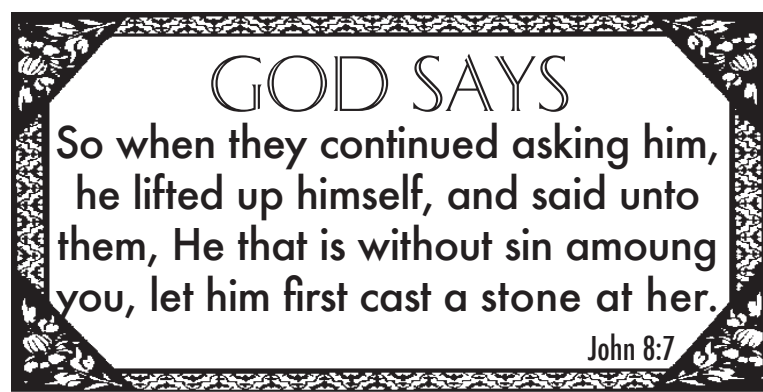 GOD SAYS
So when they continued asking him,
he lifted up himself, and said unto
them, He that is without sin amoung
you, let him first cast a stone at her.
John 8:7